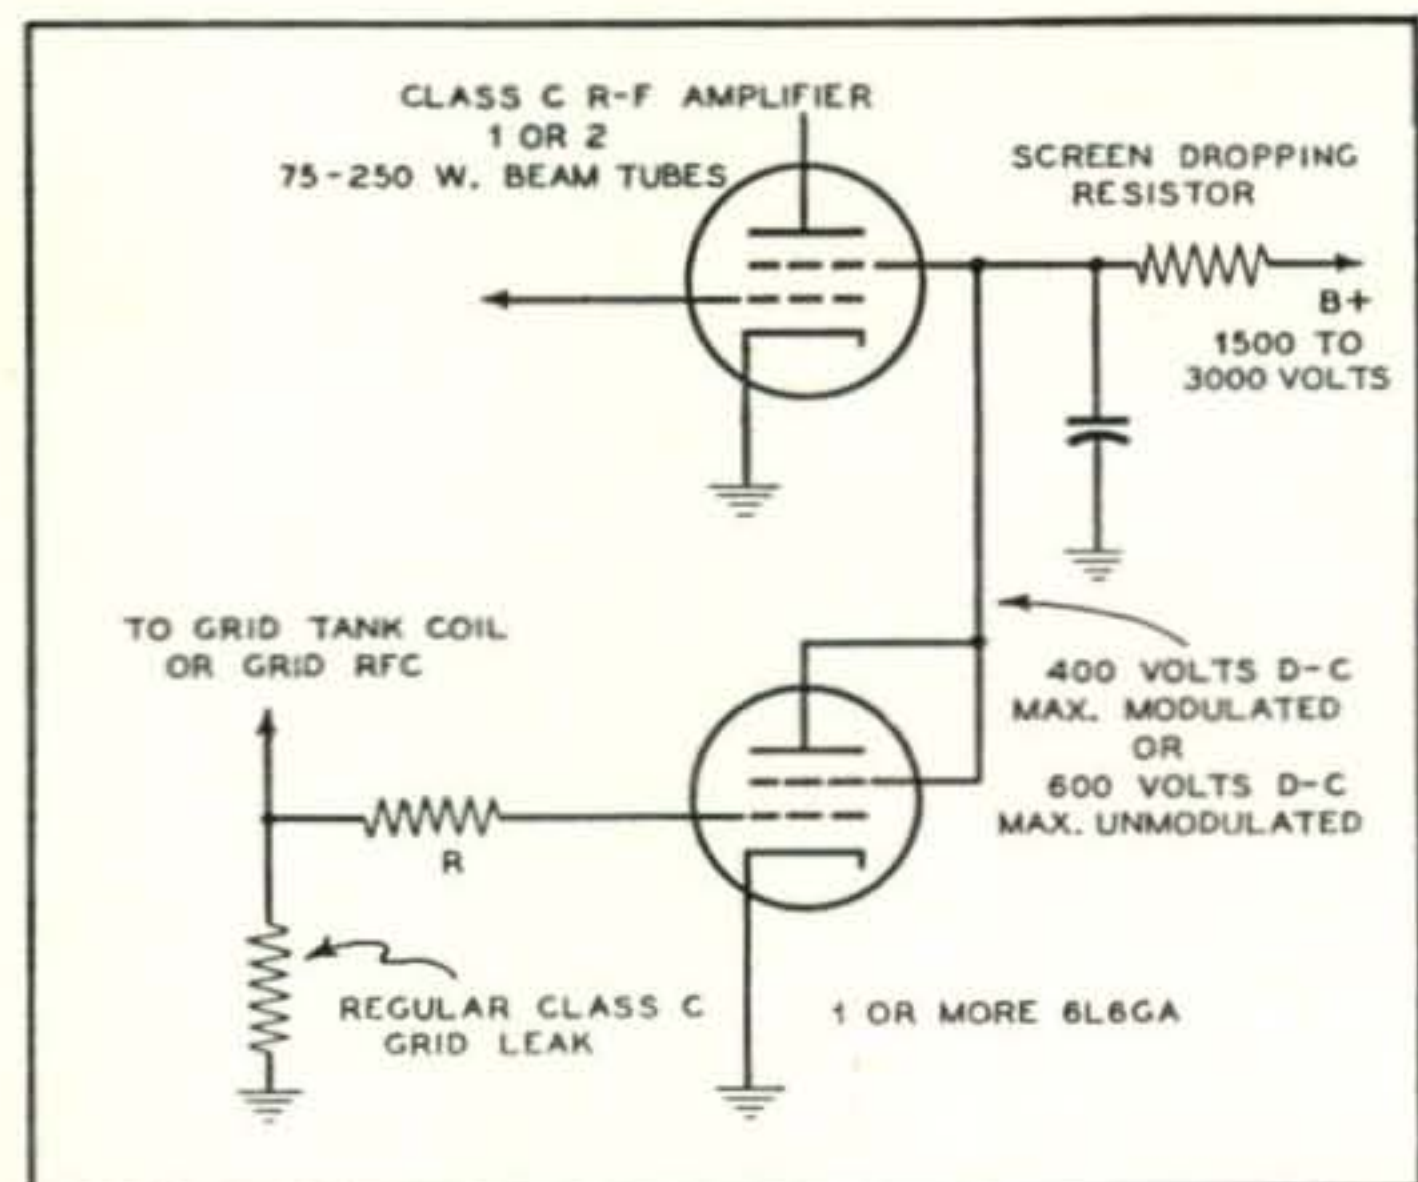 CLASS C R-F AMPLIFIER
1 OR 2
75-250 W. BEAM TUBES
SCREEN DROPPING
RESISTOR
B+
1500 TO
3000 VOLTS
TO GRID TANK COIL
OR GRID RFC
400 VOLTS D-C
MAX. MODULATED
OR
600 VOLTS D-C
MAX. UNMODULATED
R
REGULAR CLASS C
GRID LEAK
1 OR MORE 6L6GA